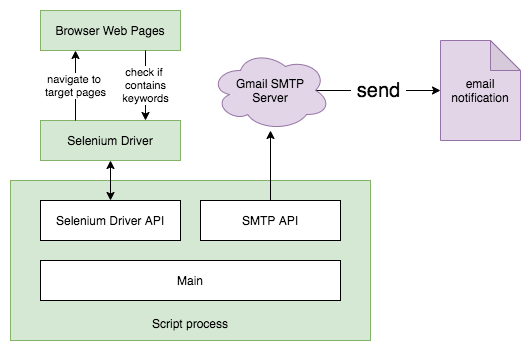 Browser Web Pages
navigate to
target pages
check if
contains
keywords
Selenium Driver
Gmail SMTP
Server
send
email
notification
Selenium Driver API
SMTP API
Main
Script process